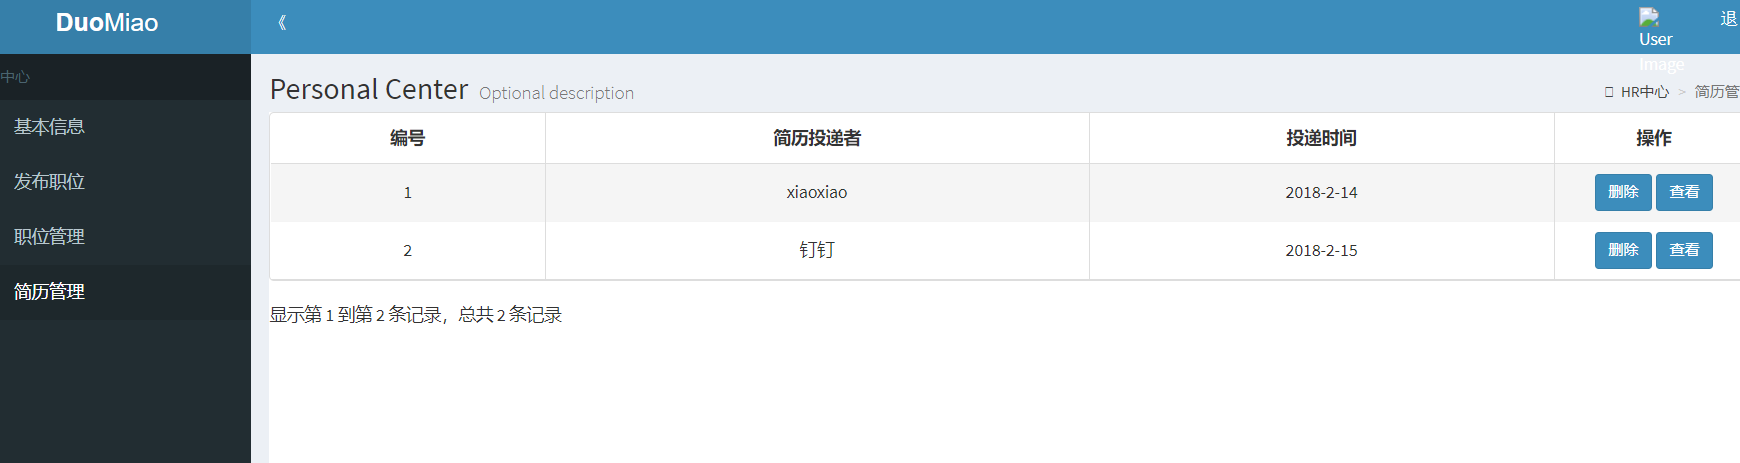 DuoMiao
《
User Image
退
中心
基本信息
发布职位
职位管理
简历管理
Personal Center Optional description
HR中心 > 简历管
编号 简历投递者 投递时间 操作
1 xiaoxiao 2018-2-14 删除 查看
2 钉钉 2018-2-15 删除 查看
显示第 1 到第 2 条记录，总共 2 条记录